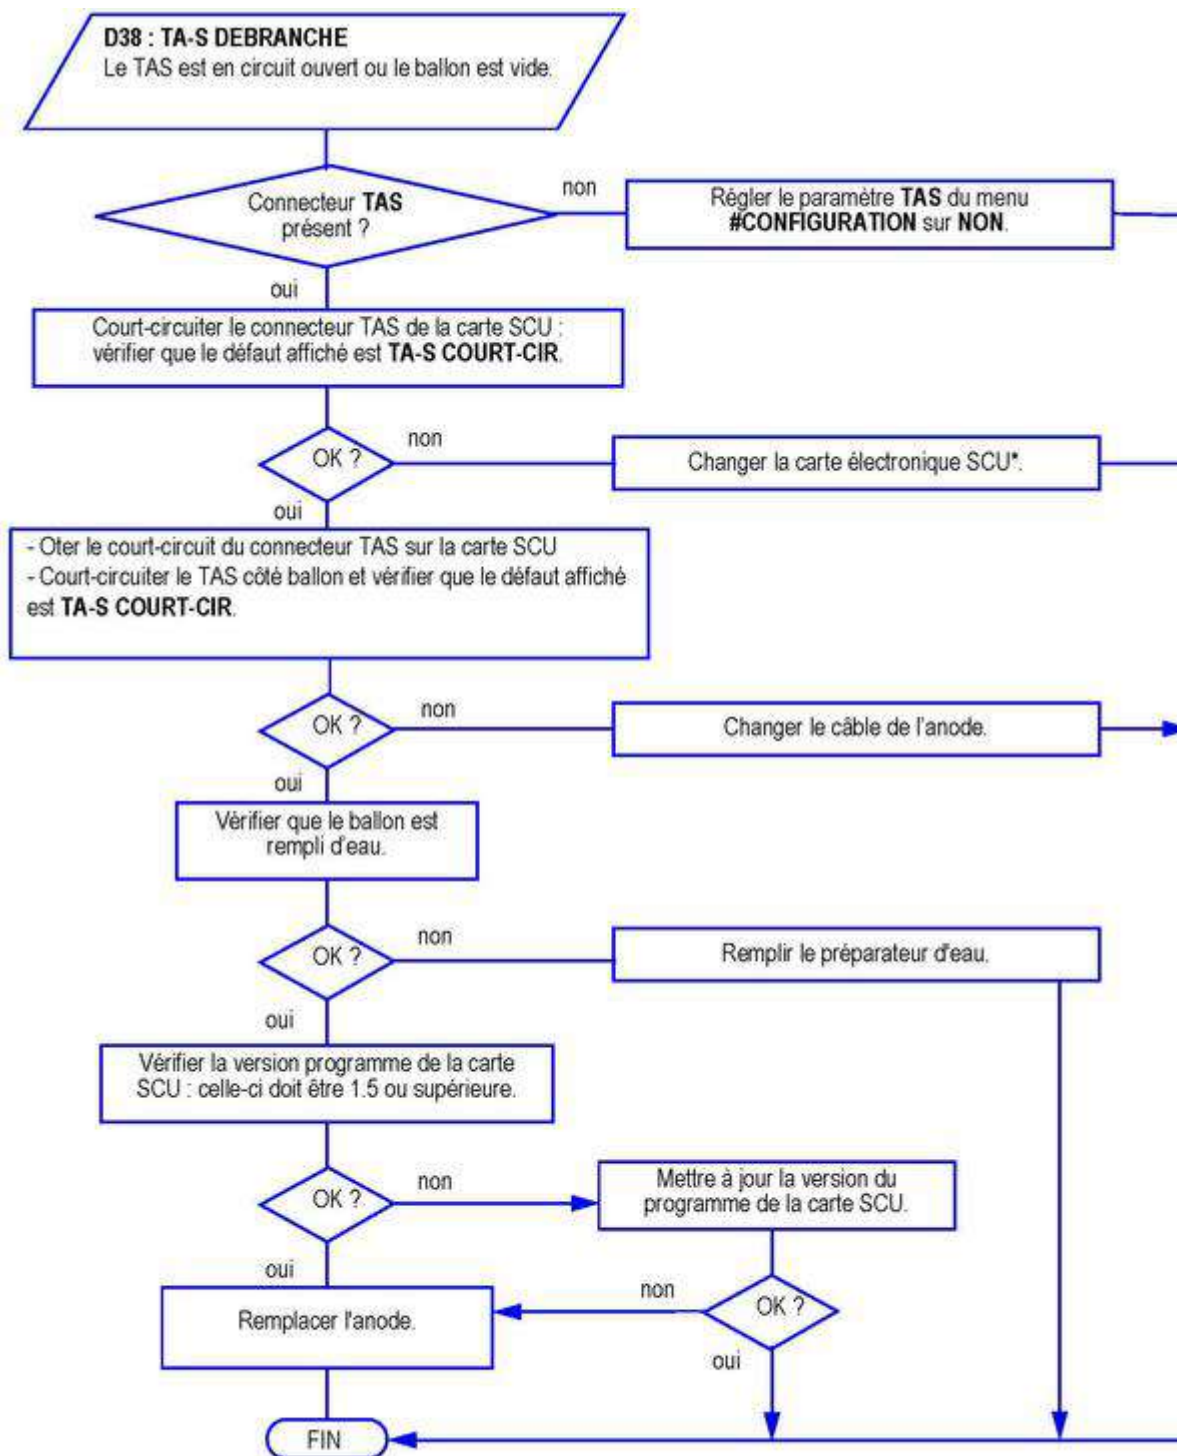 D38 : TA-S DEBRANCHE
Le TAS est en circuit ouvert ou le ballon est vide.
Connecteur TAS
présent ?
non
Régler le paramètre TAS du menu
#CONFIGURATION sur NON.
oui
Court-circuiter le connecteur TAS de la carte SCU :
vérifier que le défaut affiché est TA-S COURT-CIR.
OK ?
non
Changer la carte électronique SCU*.
oui
- Oter le court-circuit du connecteur TAS sur la carte SCU
- Court-circuiter le TAS côté ballon et vérifier que le défaut affiché
est TA-S COURT-CIR.
OK ?
non
Changer le câble de l'anode.
oui
Vérifier que le ballon est
rempli d'eau.
OK ?
non
Remplir le préparateur d'eau.
oui
Vérifier la version programme de la carte
SCU : celle-ci doit être 1.5 ou supérieure.
OK ?
non
Mettre à jour la version du
programme de la carte SCU.
oui
Remplacer l'anode.
non
OK ?
oui
FIN